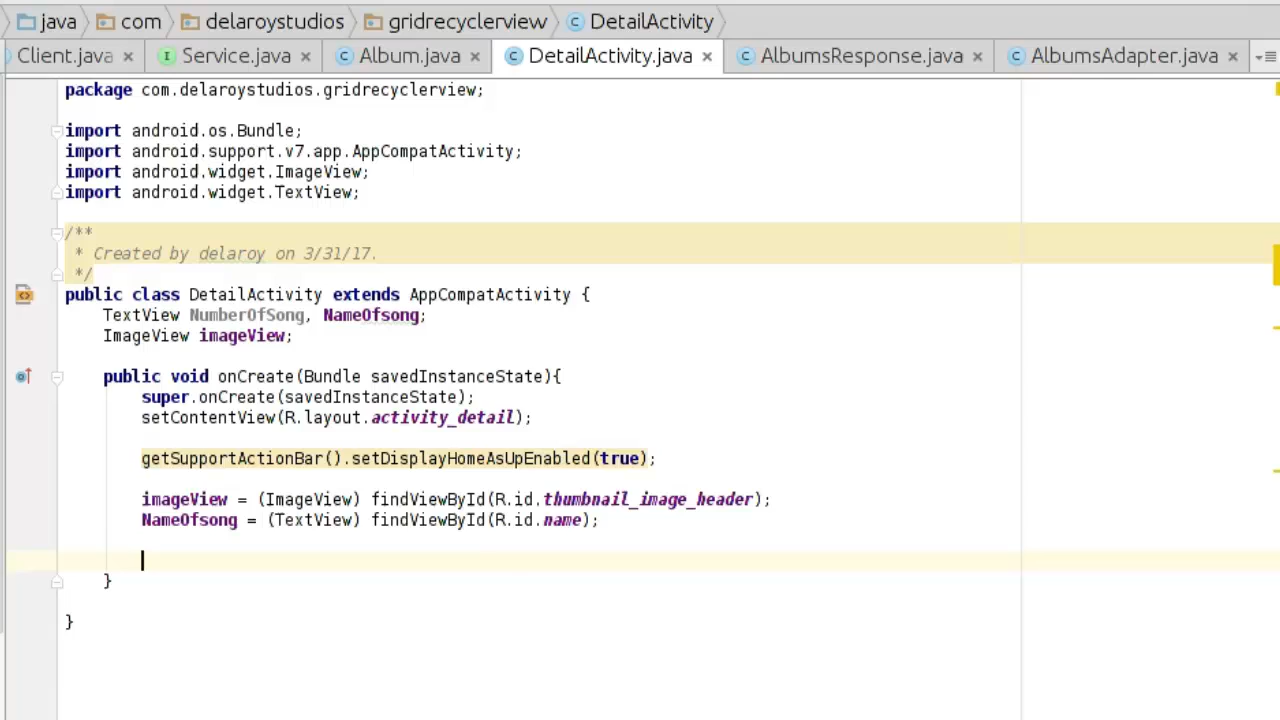 java com delaroystudios gridrecyclerview C DetailActivity
Client.java × I Service.java × C Album.java × C DetailActivity.java × C AlbumsResponse.java × C AlbumsAdapter.java ×
package com.delaroystudios.gridrecyclerview;
import android.os.Bundle;
import android.support.v7.app.AppCompatActivity;
import android.widget.ImageView;
import android.widget.TextView;
/**
* Created by delaroy on 3/31/17.
*/
public class DetailActivity extends AppCompatActivity {
TextView NumberOfSong, NameOfsong;
ImageView imageView;
public void onCreate(Bundle savedInstanceState){
super.onCreate(savedInstanceState);
setContentView(R.layout.activity_detail);
getSupportActionBar().setDisplayHomeAsUpEnabled(true);
imageView = (ImageView) findViewById(R.id.thumbnail_image_header);
NameOfsong = (TextView) findViewById(R.id.name);
}
}